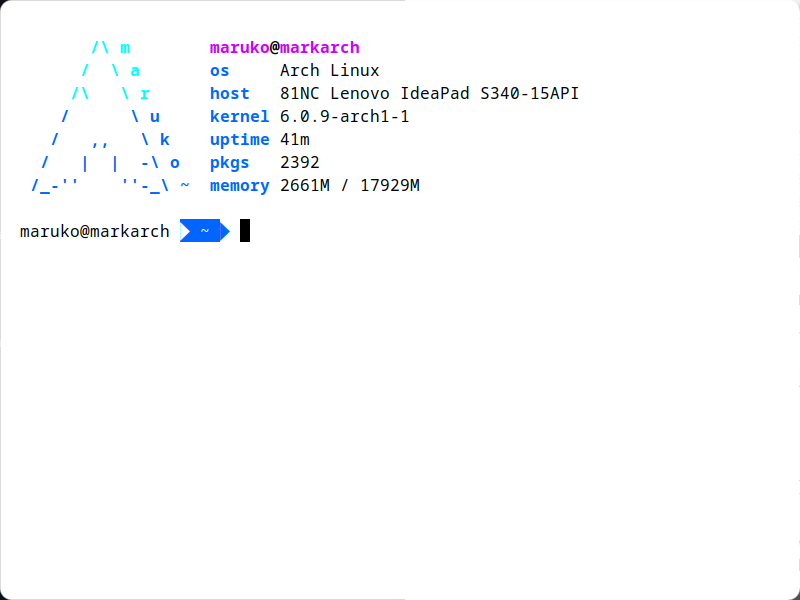 /\ m        maruko@markarch
/  \ a       os     Arch Linux
/\   \ r      host   81NC Lenovo IdeaPad S340-15API
/      \ u     kernel 6.0.9-arch1-1
/   ,,   \ k    uptime 41m
/   |  |  -\ o   pkgs   2392
/_-''    ''-_\ ~  memory 2661M / 17929M
maruko@markarch ~